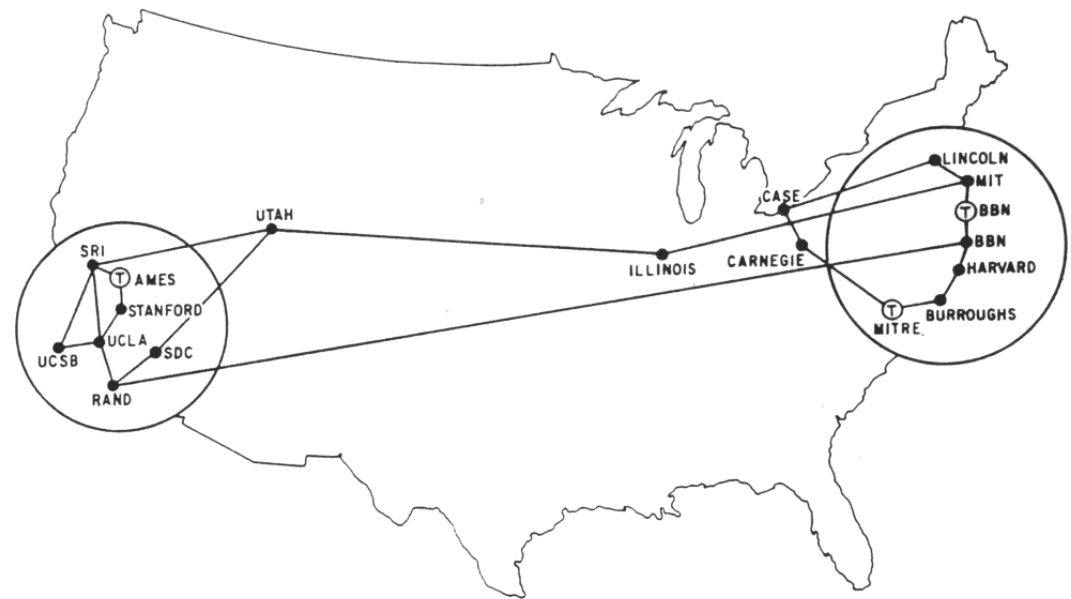 LINCOLN
MIT
CASE
T BBN
UTAH
BBN
SRI
CARNEGIE
ILLINOIS
HARVARD
T AMES
STANFORD
T
BURROUGHS
MITRE
UCLA
UCSB
SDC
RAND